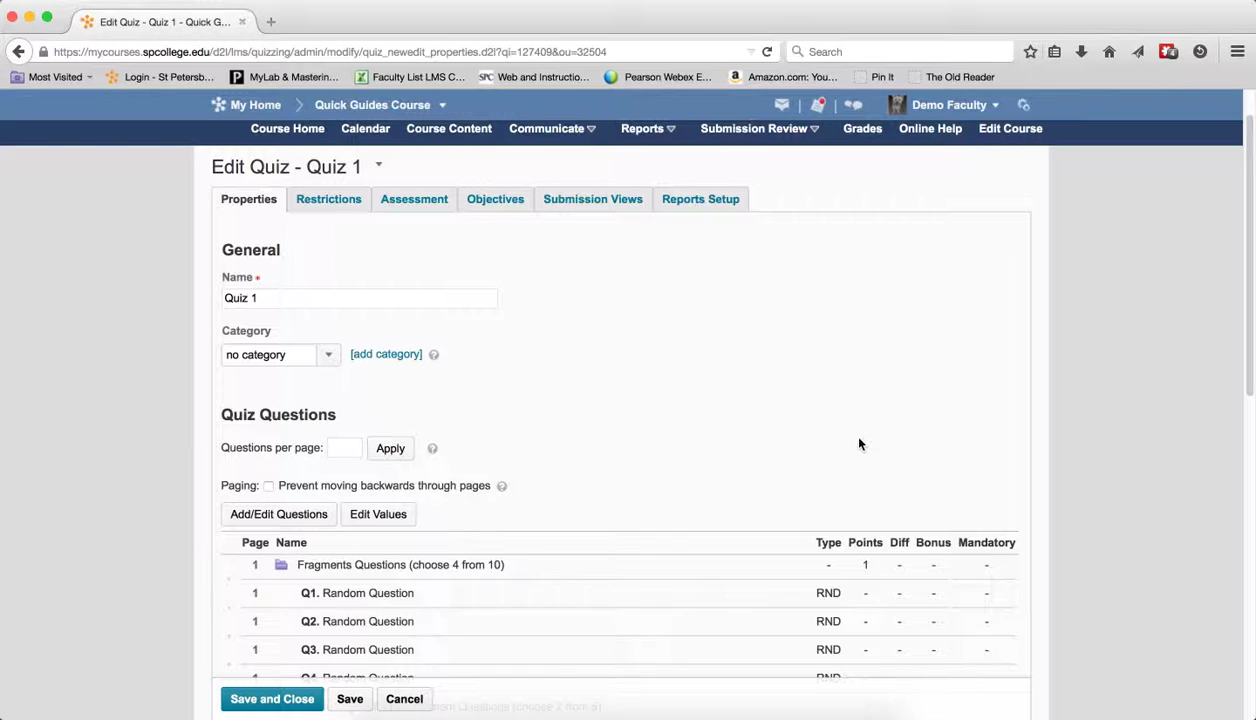 Edit Quiz - Quiz 1 - Quick G...
https://mycourses.spcollege.edu/d2l/lms/quizzing/admin/modify/quiz_newedit_properties.d2l?qi=127409&ou=32504
Search
Most Visited
Login - St Petersb...
MyLab & Mastering...
Faculty List LMS C...
SPC Web and Instructio...
Pearson Webex E...
Amazon.com: You...
Pin It
The Old Reader
My Home
Quick Guides Course
Demo Faculty
Course Home
Calendar
Course Content
Communicate
Reports
Submission Review
Grades
Online Help
Edit Course
Edit Quiz - Quiz 1
Properties
Restrictions
Assessment
Objectives
Submission Views
Reports Setup
General
Name *
Quiz 1
Category
no category
[add category]
Quiz Questions
Questions per page:
Apply
Paging: Prevent moving backwards through pages
Add/Edit Questions
Edit Values
Page Name Type Points Diff Bonus Mandatory
1 Fragments Questions (choose 4 from 10) - 1 - - -
1 Q1. Random Question RND - - - -
1 Q2. Random Question RND - - - -
1 Q3. Random Question RND - - - -
Q4. Random Question
Save and Close
Save
Cancel